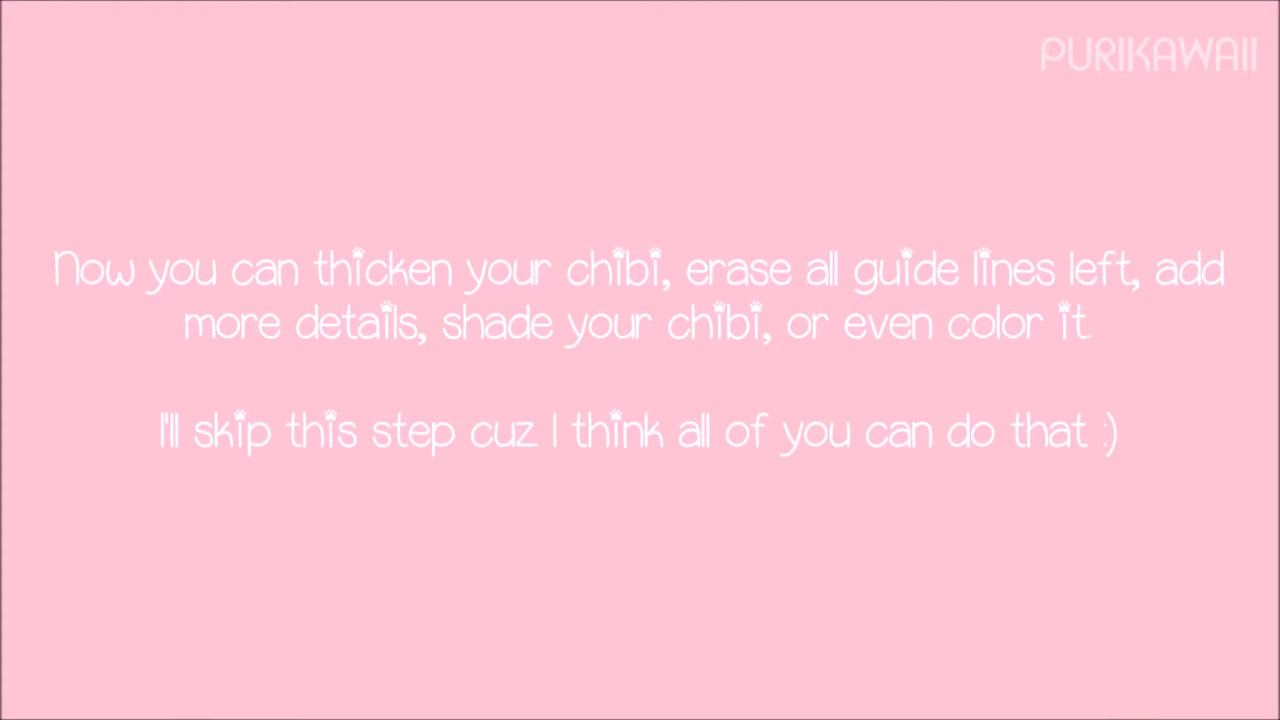 PURIKAWAII
Now you can thicken your chibi, erase all guide lines left, add
more details, shade your chibi, or even color it.
I'll skip this step cuz I think all of you can do that :)